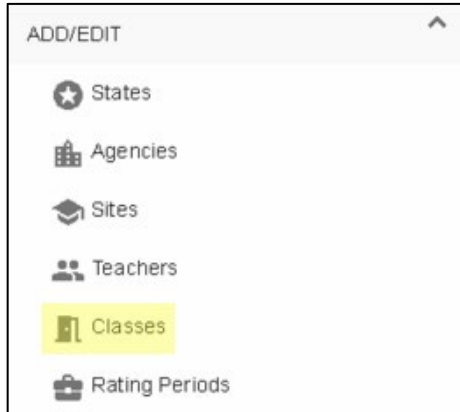 ADD/EDIT
States
Agencies
Sites
Teachers
Classes
Rating Periods